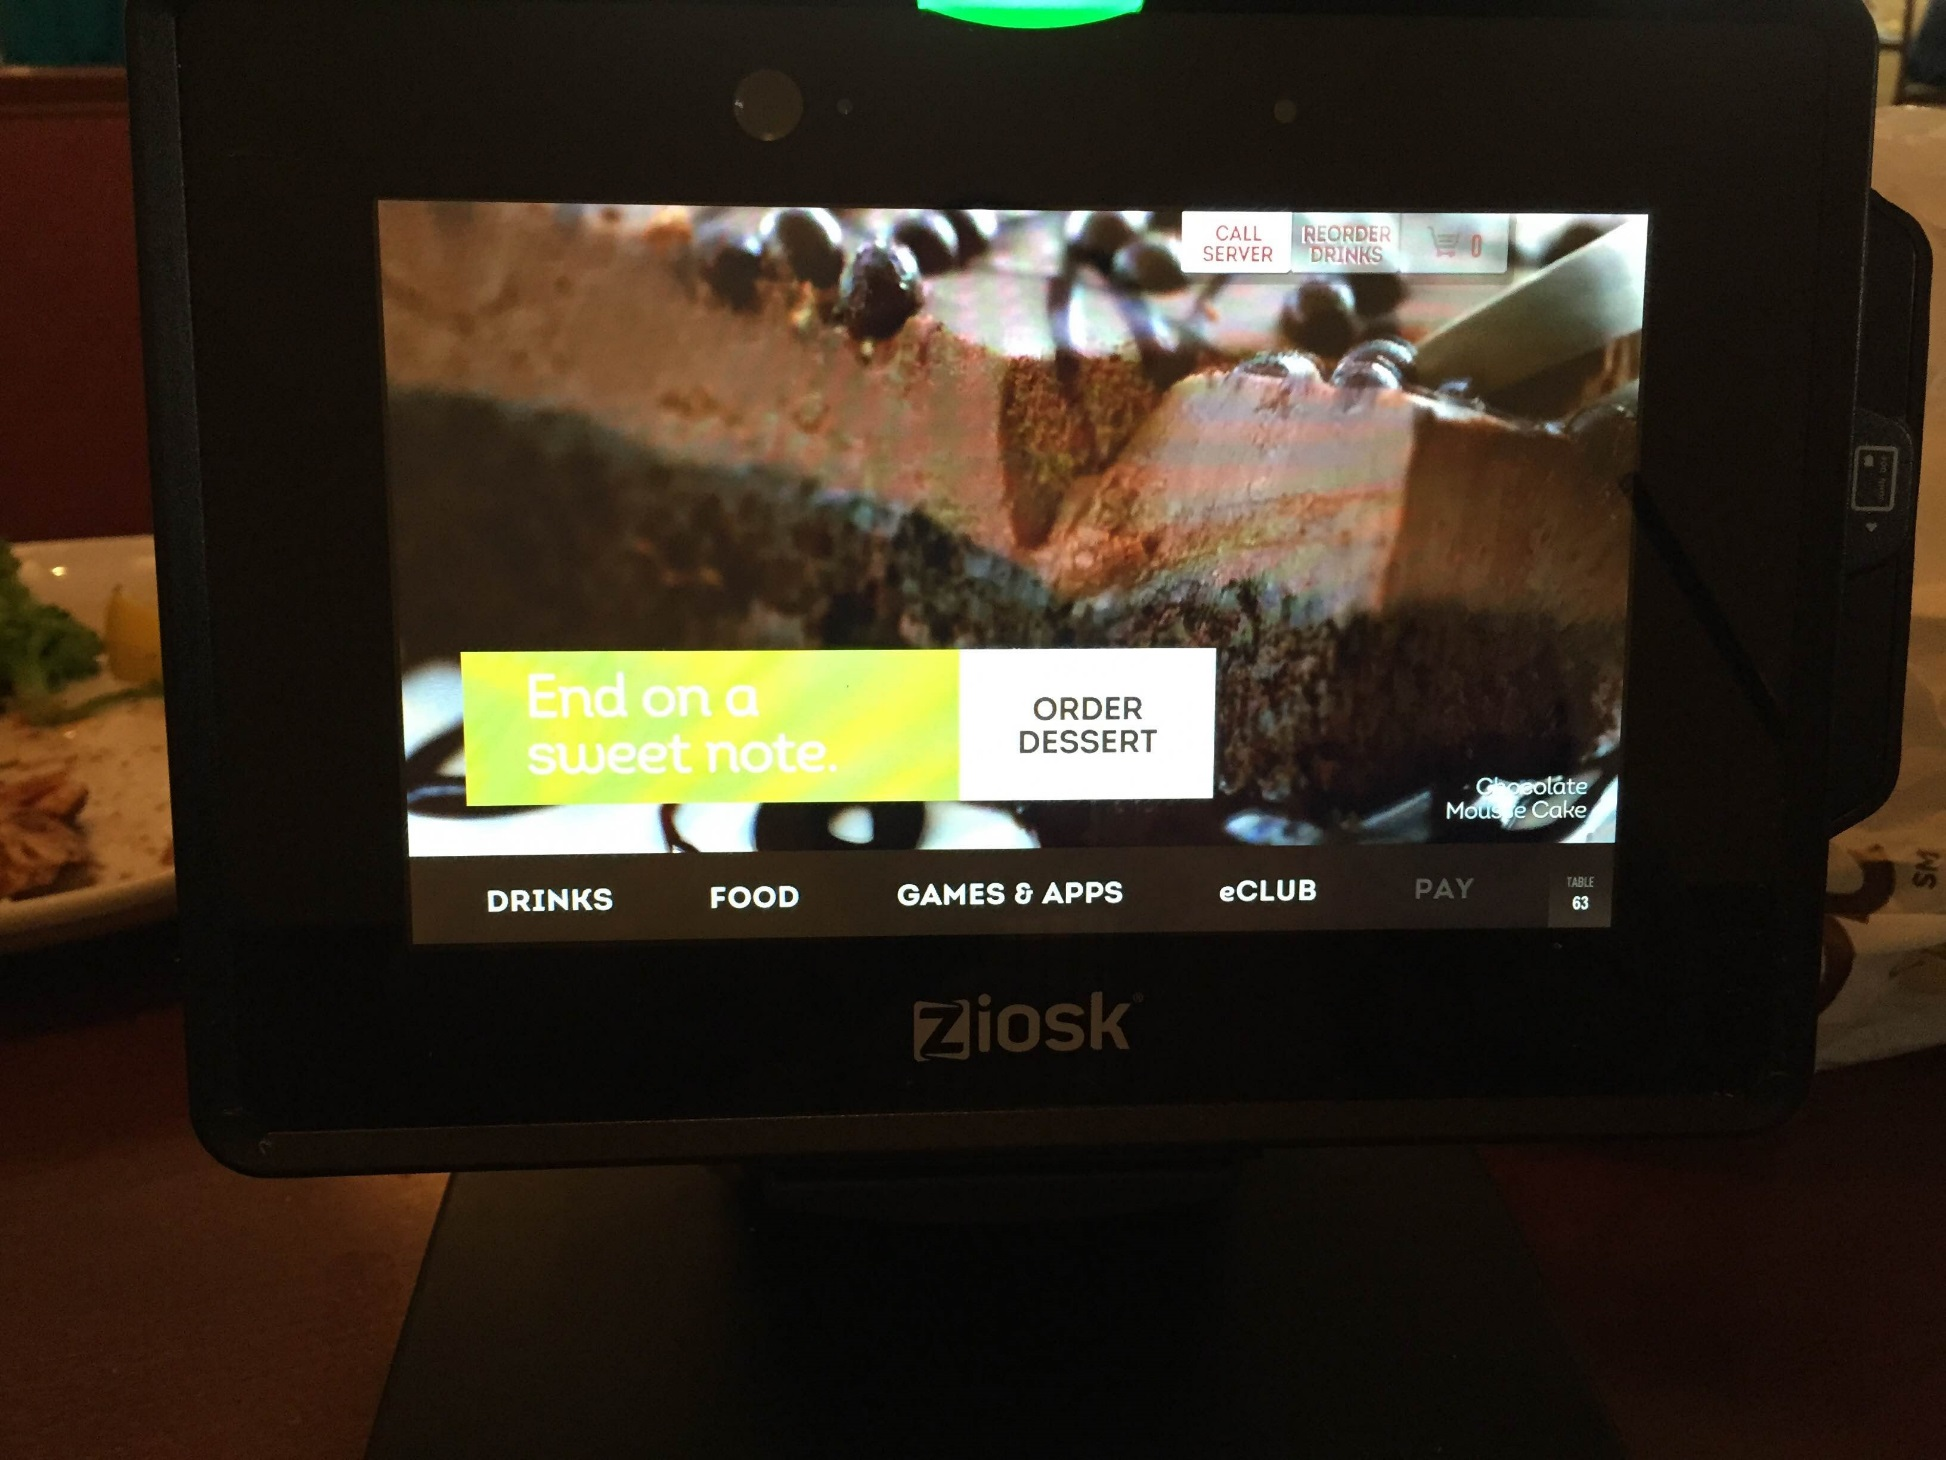 CALL
SERVER
REORDER
DRINKS
0
End on a
sweet note.
ORDER
DESSERT
Chocolate
Mousse Cake
DRINKS
FOOD
GAMES & APPS
eCLUB
PAY
TABLE
63
Ziosk®
SM